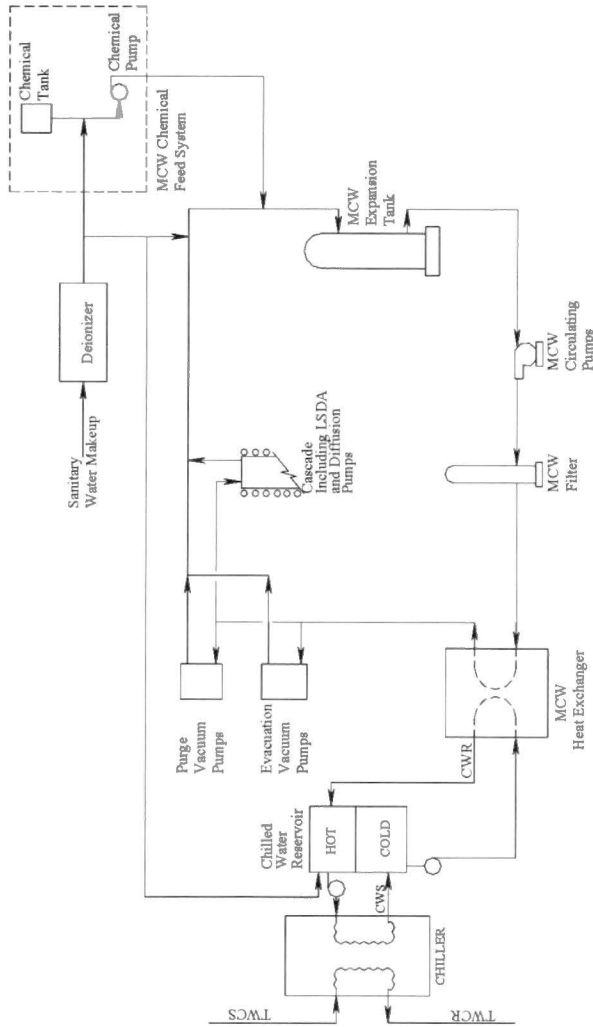 Chemical
Tank
Chemical
Pump
MCW Chemical
Feed System
Deionizer
Sanitary
Water Makeup
MCW
Expansion
Tank
MCW
Circulating
Pumps
Cascade
Including LSDA
and Diffusion
Pumps
MCW
Filter
Purge
Vacuum
Pumps
Evacuation
Vacuum
Pumps
MCW
Heat Exchanger
CWR
Chilled
Water
Reservoir
HOT
COLD
CWS
CHILLER
TWCS
TWCR